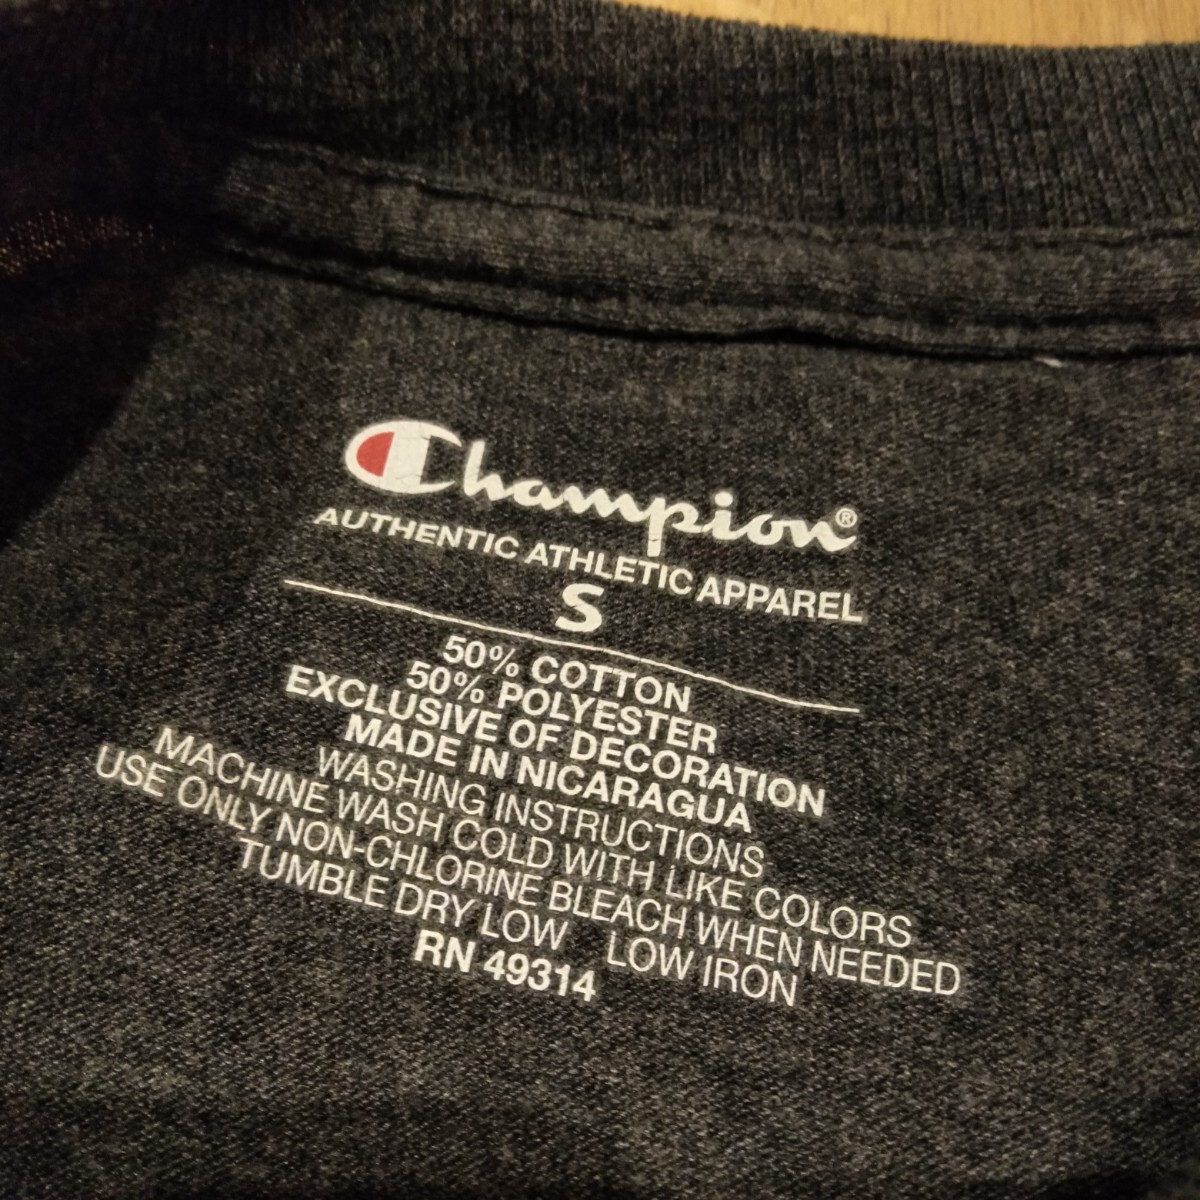 Champion®
AUTHENTIC ATHLETIC APPAREL
S
50% COTTON
50% POLYESTER
EXCLUSIVE OF DECORATION
MADE IN NICARAGUA
WASHING INSTRUCTIONS
MACHINE WASH COLD WITH LIKE COLORS
USE ONLY NON-CHLORINE BLEACH WHEN NEEDED
TUMBLE DRY LOW LOW IRON
RN 49314